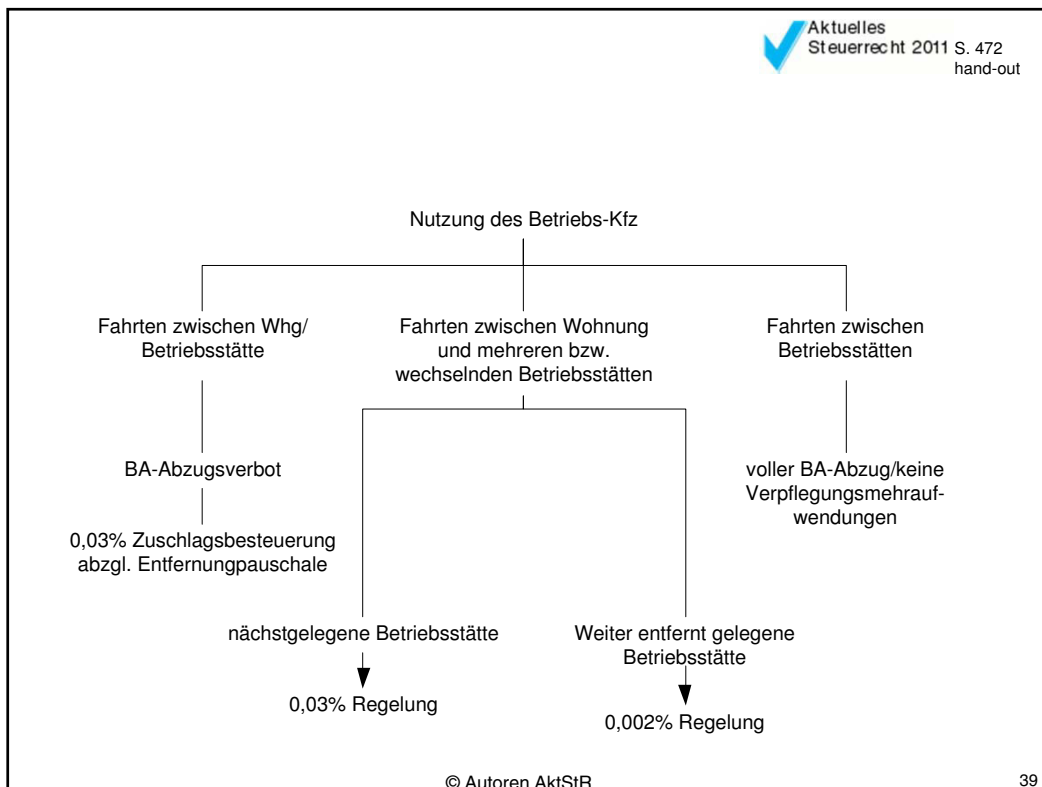 Aktuelles
Steuerrecht 2011 S. 472
hand-out
Nutzung des Betriebs-Kfz
Fahrten zwischen Whg/
Betriebsstätte
Fahrten zwischen Wohnung
und mehreren bzw.
wechselnden Betriebsstätten
Fahrten zwischen
Betriebsstätten
BA-Abzugsverbot
0,03% Zuschlagsbesteuerung
abzgl. Entfernungpauschale
voller BA-Abzug/keine
Verpflegungsmehrauf-
wendungen
nächstgelegene Betriebsstätte
0,03% Regelung
Weiter entfernt gelegene
Betriebsstätte
0,002% Regelung
© Autoren AktStR
39